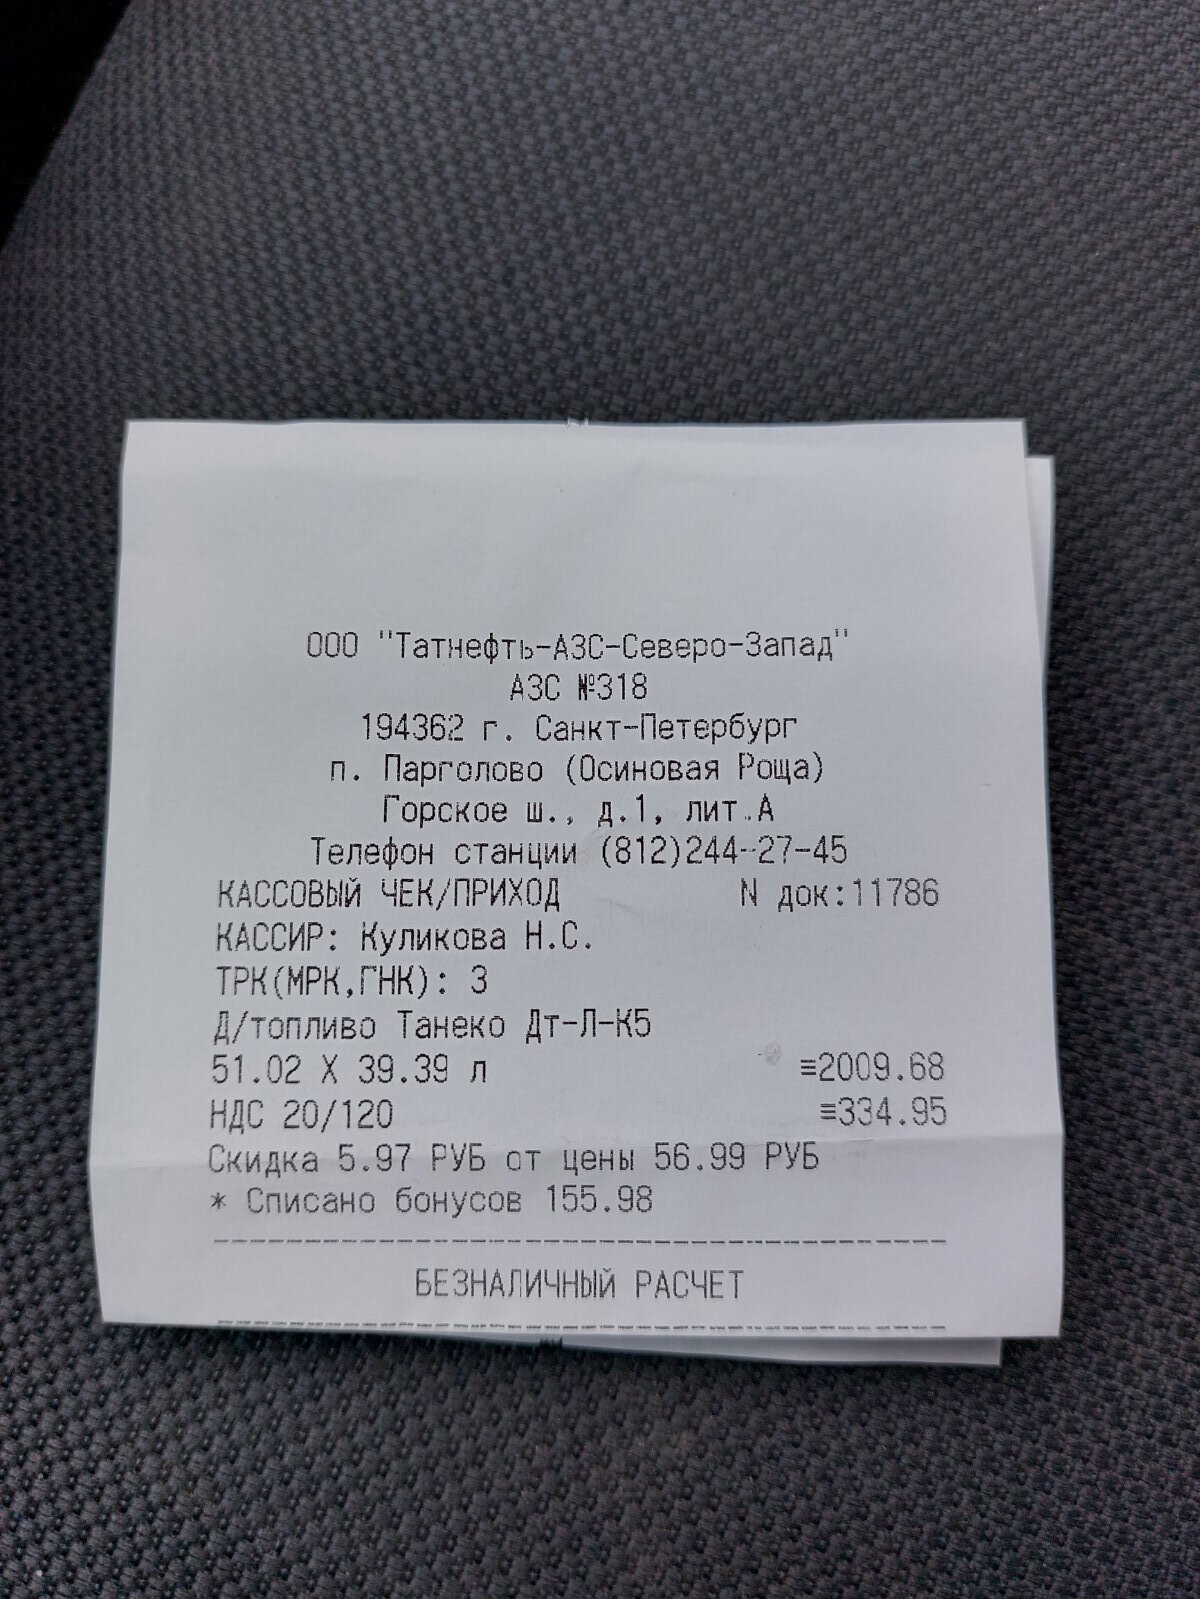 ООО "Татнефть-АЗС-Северо-Запад"
АЗС №318
194362 г. Санкт-Петербург
п. Парголово (Осиновая Роща)
Горское ш., д.1, лит.А
Телефон станции (812)244-27-45
КАССОВЫЙ ЧЕК/ПРИХОД N док:11786
КАССИР: Куликова Н.С.
ТРК(МРК,ГНК): 3
Д/топливо Танеко Дт-Л-К5
51.02 X 39.39 л ≡2009.68
НДС 20/120 ≡334.95
Скидка 5.97 РУБ от цены 56.99 РУБ
* Списано бонусов 155.98
БЕЗНАЛИЧНЫЙ РАСЧЕТ